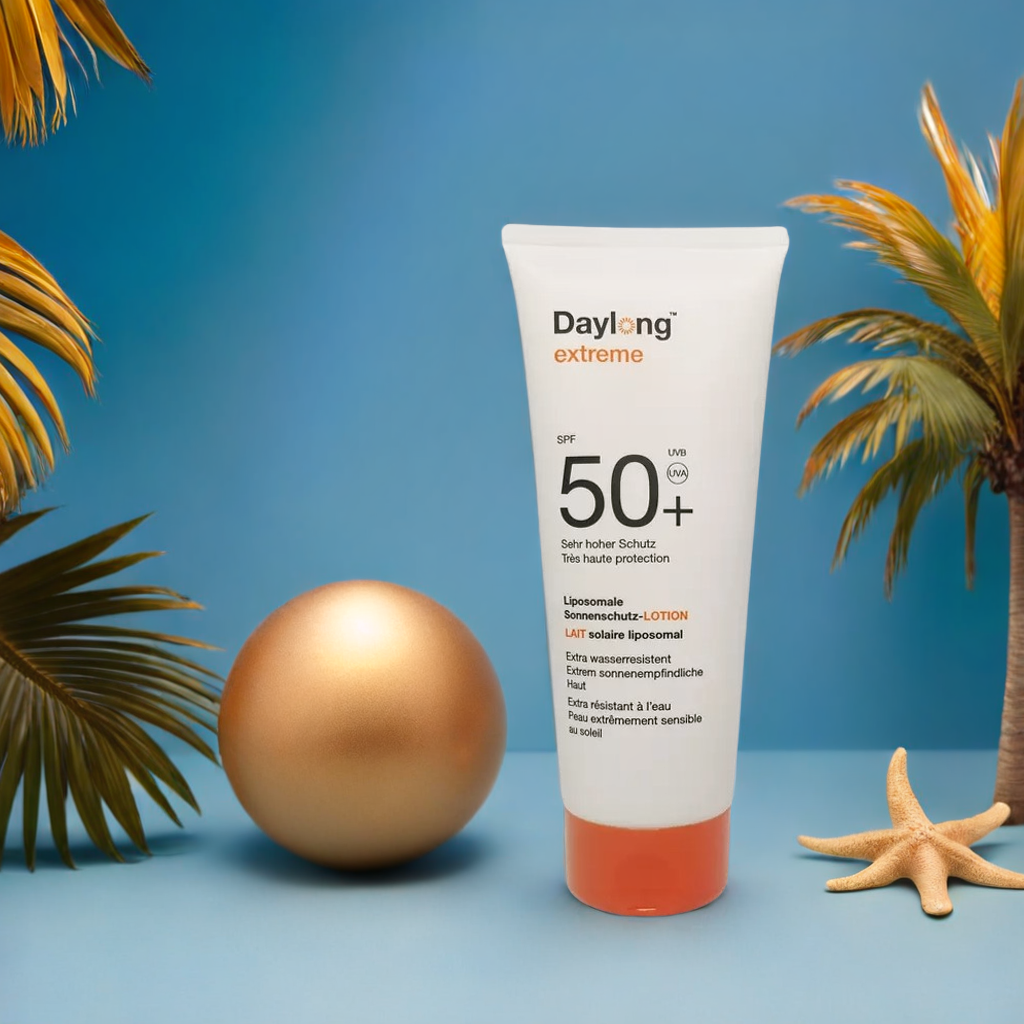 Daylong™
extreme
SPF
50+
UVB
UVA
Sehr hoher Schutz
Très haute protection
Liposomale
Sonnenschutz-LOTION
LAIT solaire liposomal
Extra wasserresistent
Extrem sonnenempfindliche
Haut
Extra résistant à l'eau
Peau extrêmement sensible
au soleil